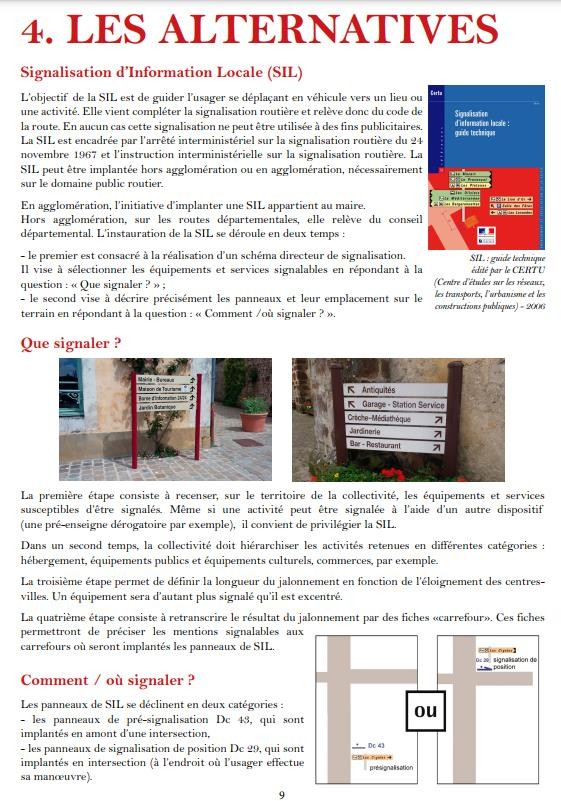 4. LES ALTERNATIVES
Signalisation d'Information Locale (SIL)
L'objectif de la SIL est de guider l'usager se déplaçant en véhicule vers un lieu ou
une activité. Elle vient compléter la signalisation routière et relève donc du code de
la route. En aucun cas cette signalisation ne peut être utilisée à des fins publicitaires.
La SIL est encadrée par l'arrêté interministériel sur la signalisation routière du 24
novembre 1967 et l'instruction interministérielle sur la signalisation routière. La
SIL peut être implantée hors agglomération ou en agglomération, nécessairement
sur le domaine public routier.
En agglomération, l'initiative d'implanter une SIL appartient au maire.
Hors agglomération, sur les routes départementales, elle relève du conseil
départemental. L'instauration de la SIL se déroule en deux temps :
- le premier est consacré à la réalisation d'un schéma directeur de signalisation.
Il vise à sélectionner les équipements et services signalables en répondant à la
question : « Que signaler ? » ;
- le second vise à décrire précisément les panneaux et leur emplacement sur le
terrain en répondant à la question : « Comment /où signaler ? ».
Certu
Signalisation
d'information locale :
guide technique
SIL : guide technique
édité par le CERTU
(Centre d'études sur les réseaux,
les transports, l'urbanisme et les
constructions publiques) - 2006
Que signaler ?
Mairie - Bureaux
Maison de Tourisme
Borne d'Information 24/24
Jardin Botanique
Antiquités
Garage - Station Service
Crèche-Médiathèque
Jardinerie
Bar - Restaurant
La première étape consiste à recenser, sur le territoire de la collectivité, les équipements et services
susceptibles d'être signalés. Même si une activité peut être signalée à l'aide d'un autre dispositif
(une pré-enseigne dérogatoire par exemple), il convient de privilégier la SIL.
Dans un second temps, la collectivité doit hiérarchiser les activités retenues en différentes catégories :
hébergement, équipements publics et équipements culturels, commerces, par exemple.
La troisième étape permet de définir la longueur du jalonnement en fonction de l'éloignement des centres-
villes. Un équipement sera d'autant plus signalé qu'il est excentré.
La quatrième étape consiste à retranscrire le résultat du jalonnement par des fiches «carrefour». Ces fiches
permettront de préciser les mentions signalables aux
carrefours où seront implantés les panneaux de SIL.
Comment / où signaler ?
Les panneaux de SIL se déclinent en deux catégories :
- les panneaux de pré-signalisation Dc 43, qui sont
implantés en amont d'une intersection,
- les panneaux de signalisation de position Dc 29, qui sont
implantés en intersection (à l'endroit où l'usager effectue
sa manœuvre).
Dc 43
Les Cigales
présignalisation
ou
Les Cigales
Dc 29 signalisation de
position
9